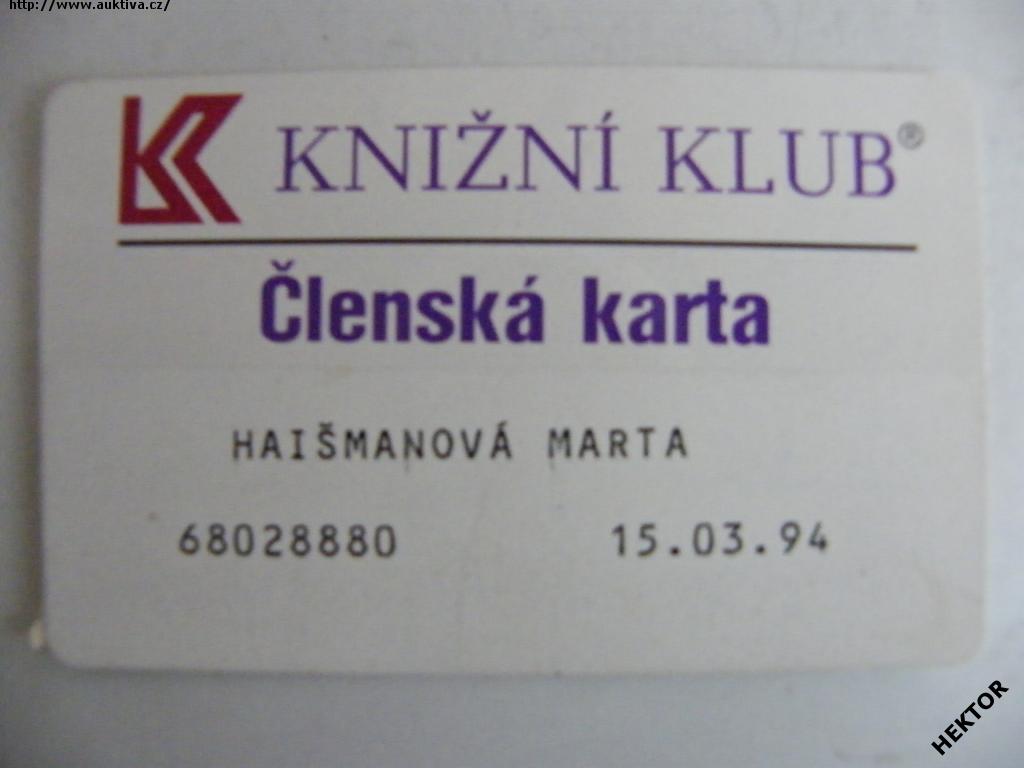 http://www.auktiva.cz/
KNIŽNÍ KLUB®
Členská karta
HAIŠMANOVÁ MARTA
68028880 15.03.94
HEKTOR